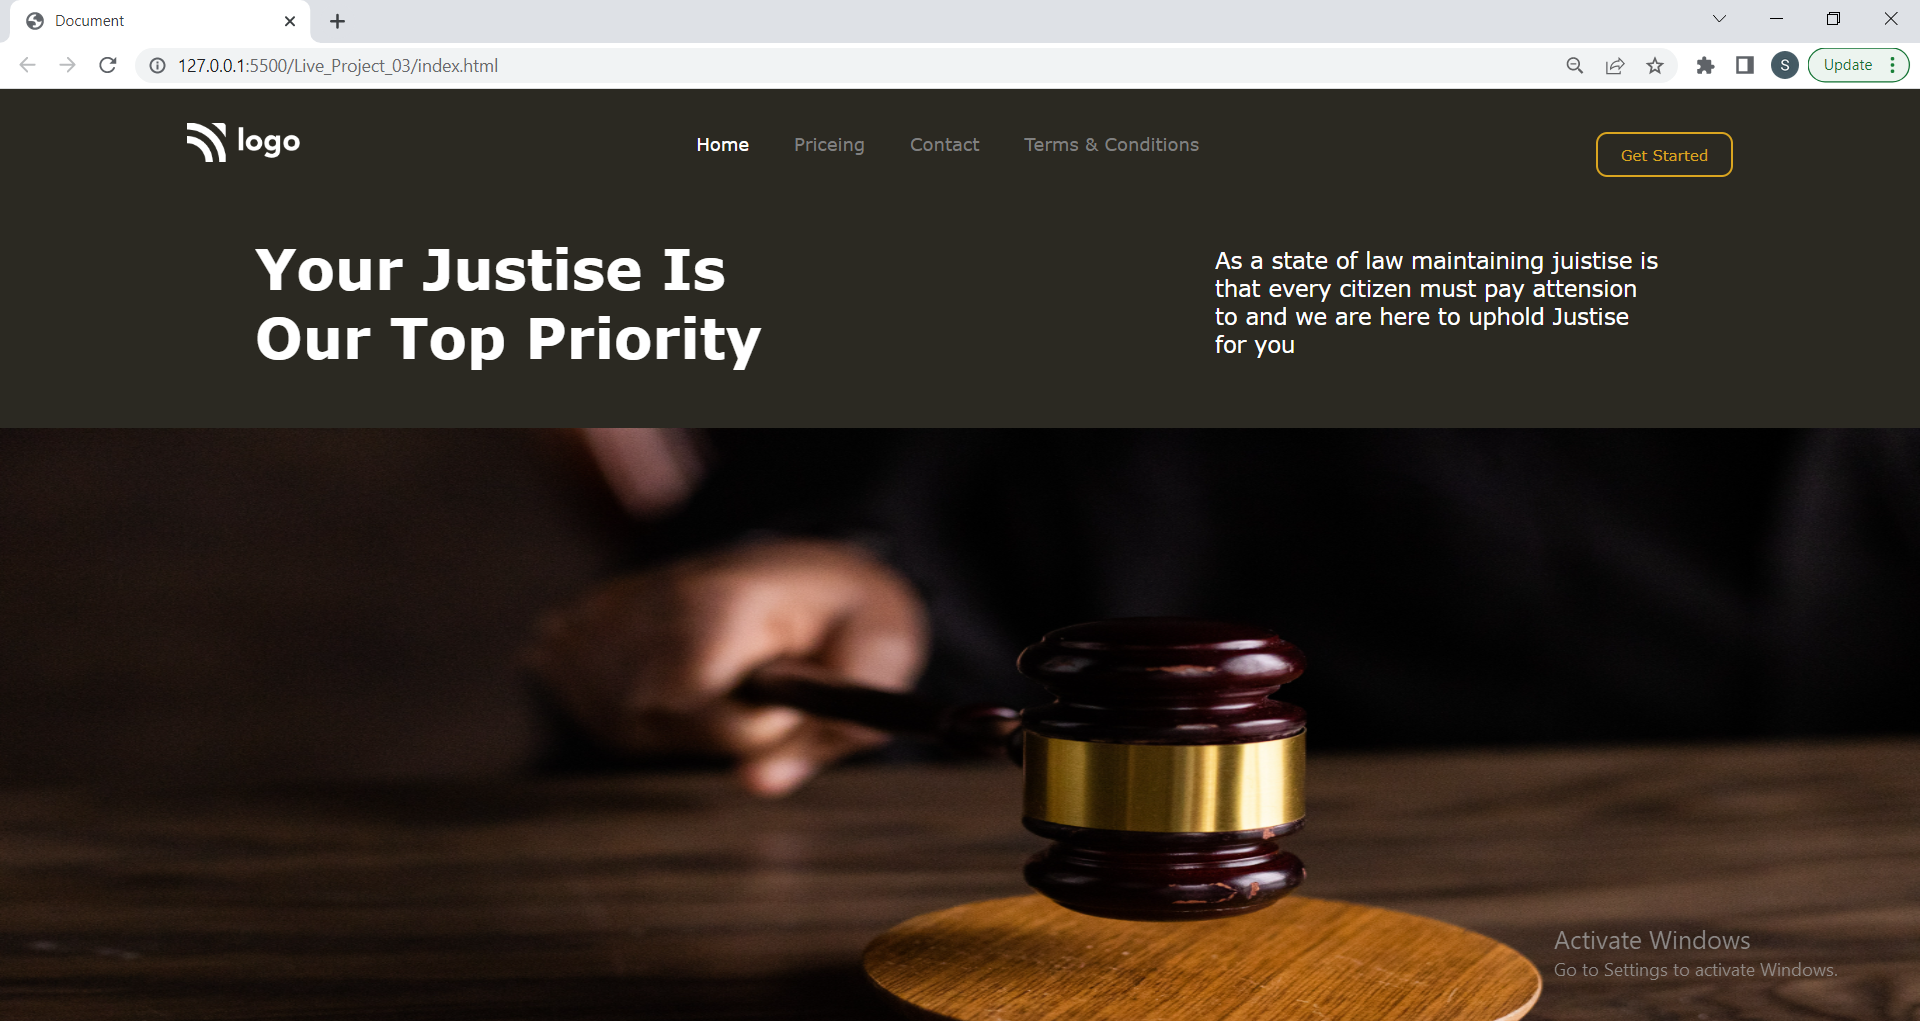 Document
127.0.0.1:5500/Live_Project_03/index.html
S
Update
logo
Home
Priceing
Contact
Terms & Conditions
Get Started
Your Justise Is
Our Top Priority
As a state of law maintaining juistise is
that every citizen must pay attension
to and we are here to uphold Justise
for you
Activate Windows
Go to Settings to activate Windows.